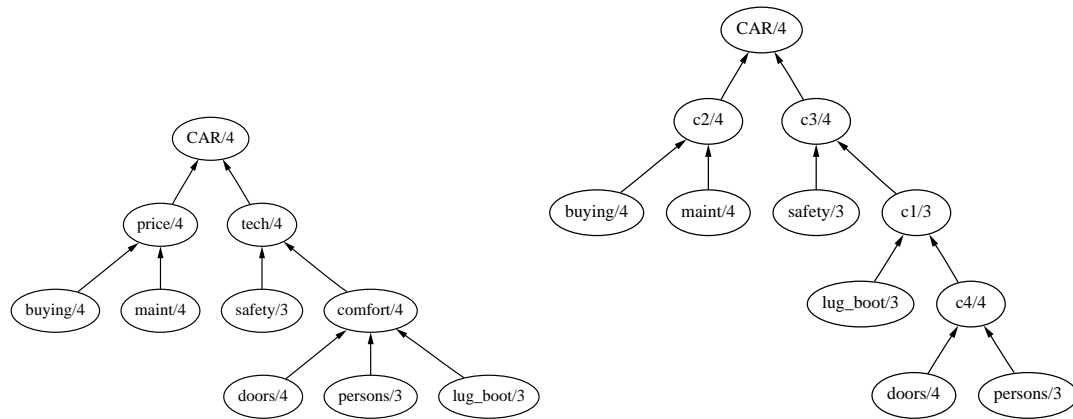 CAR/4
price/4
tech/4
buying/4
maint/4
safety/3
comfort/4
doors/4
persons/3
lug_boot/3
CAR/4
c2/4
c3/4
buying/4
maint/4
safety/3
c1/3
lug_boot/3
c4/4
doors/4
persons/3